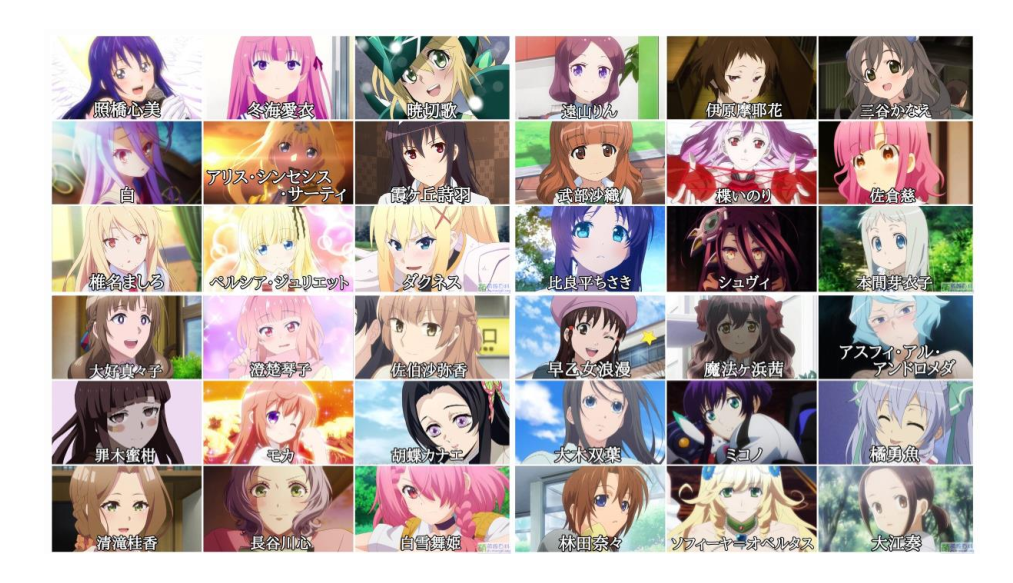 照橋心美
冬海愛衣
暁切歌
遠山りん
伊原摩耶花
三谷かなえ
白
アリス・シンセシス
・サーティ
霞ヶ丘詩羽
武部沙織
楪いのり
佐倉慈
椎名ましろ
ペルシア・ジュリエット
ダクネス
比良平ちさき
シュヴィ
本間芽衣子
大好真々子
澄楚琴子
佐伯沙弥香
早乙女浪漫
魔法ヶ浜茜
アスフィ・アル・
アンドロメダ
罪木蜜柑
モカ
胡蝶カナエ
大木双葉
ミコノ
橘勇魚
清滝桂香
長谷川心
白雪舞姫
林田奈々
ソフィーヤ=オベルタス
大江奏